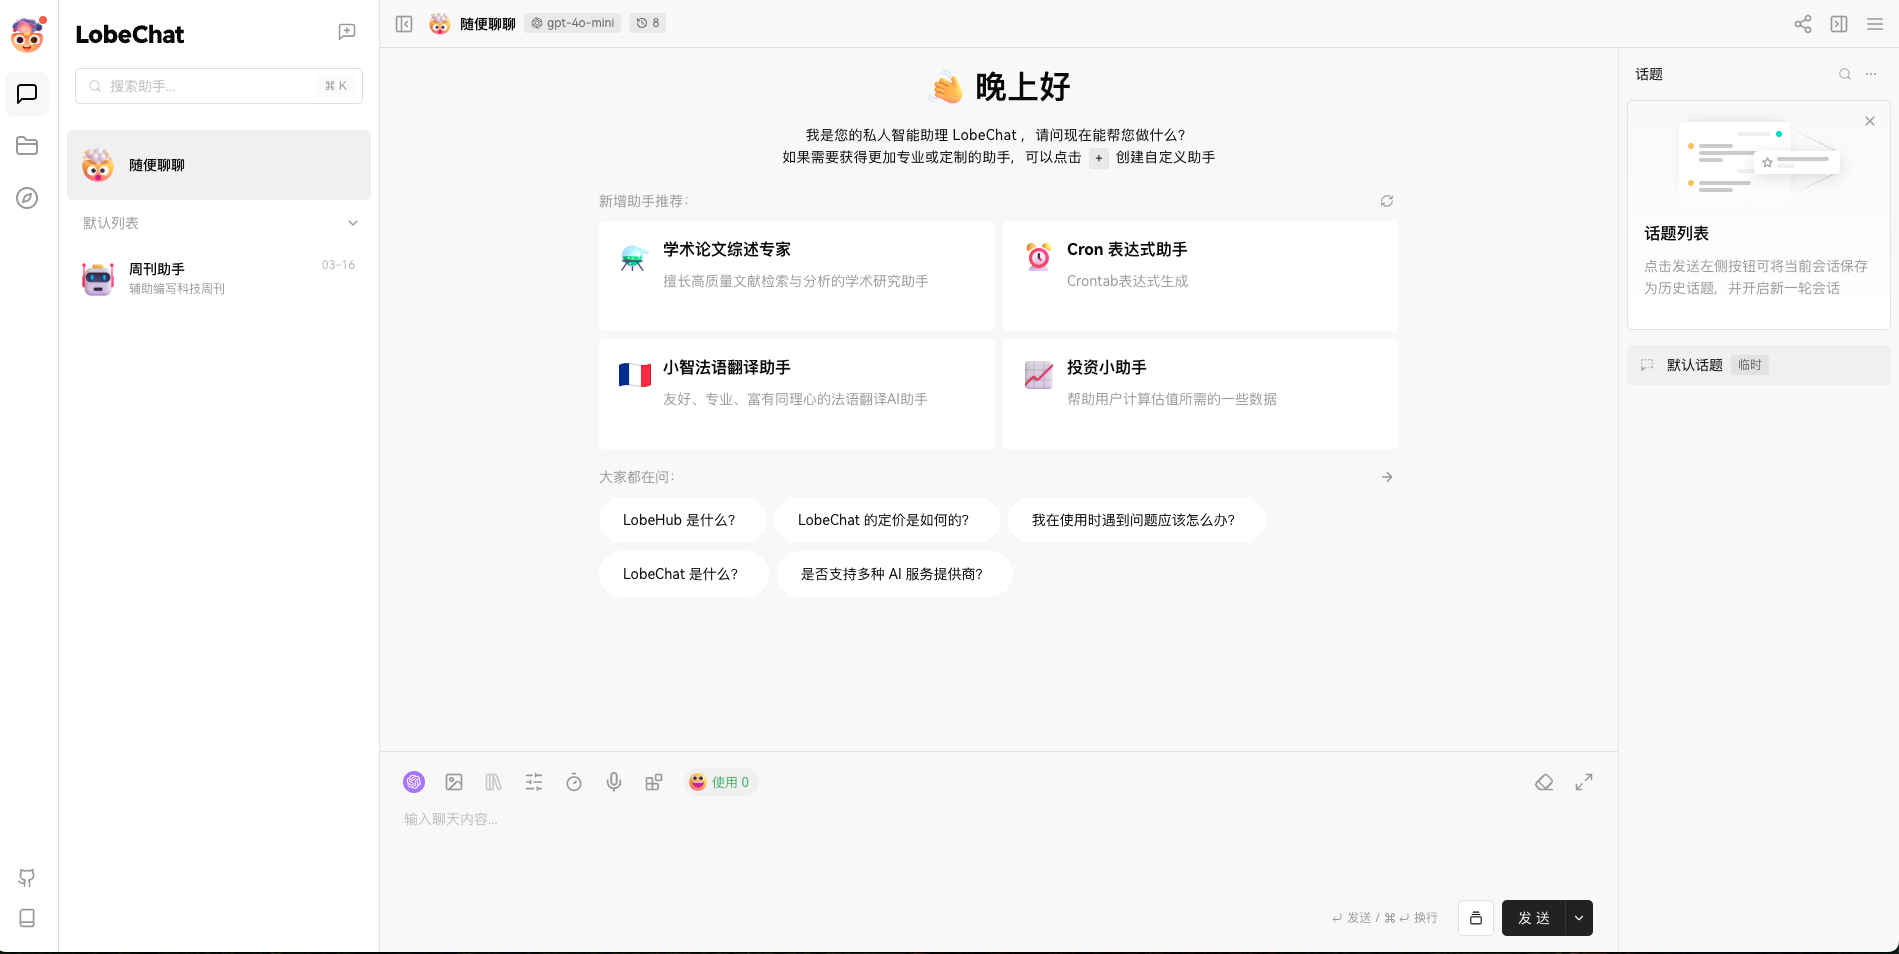 LobeChat
搜索助手...
⌘ K
随便聊聊
默认列表
周刊助手
03-16
辅助编写科技周刊
随便聊聊
gpt-4o-mini
8
晚上好
我是您的私人智能助理 LobeChat ，请问现在能帮您做什么？
如果需要获得更加专业或定制的助手，可以点击 + 创建自定义助手
新增助手推荐：
学术论文综述专家
擅长高质量文献检索与分析的学术研究助手
Cron 表达式助手
Crontab表达式生成
小智法语翻译助手
友好、专业、富有同理心的法语翻译AI助手
投资小助手
帮助用户计算估值所需的一些数据
大家都在问：
LobeHub 是什么？
LobeChat 的定价是如何的？
我在使用时遇到问题应该怎么办？
LobeChat 是什么？
是否支持多种 AI 服务提供商？
使用 0
输入聊天内容...
↵ 发送 / ⌘ ↵ 换行
发 送
话题
话题列表
点击发送左侧按钮可将当前会话保存
为历史话题，并开启新一轮会话
默认话题
临时